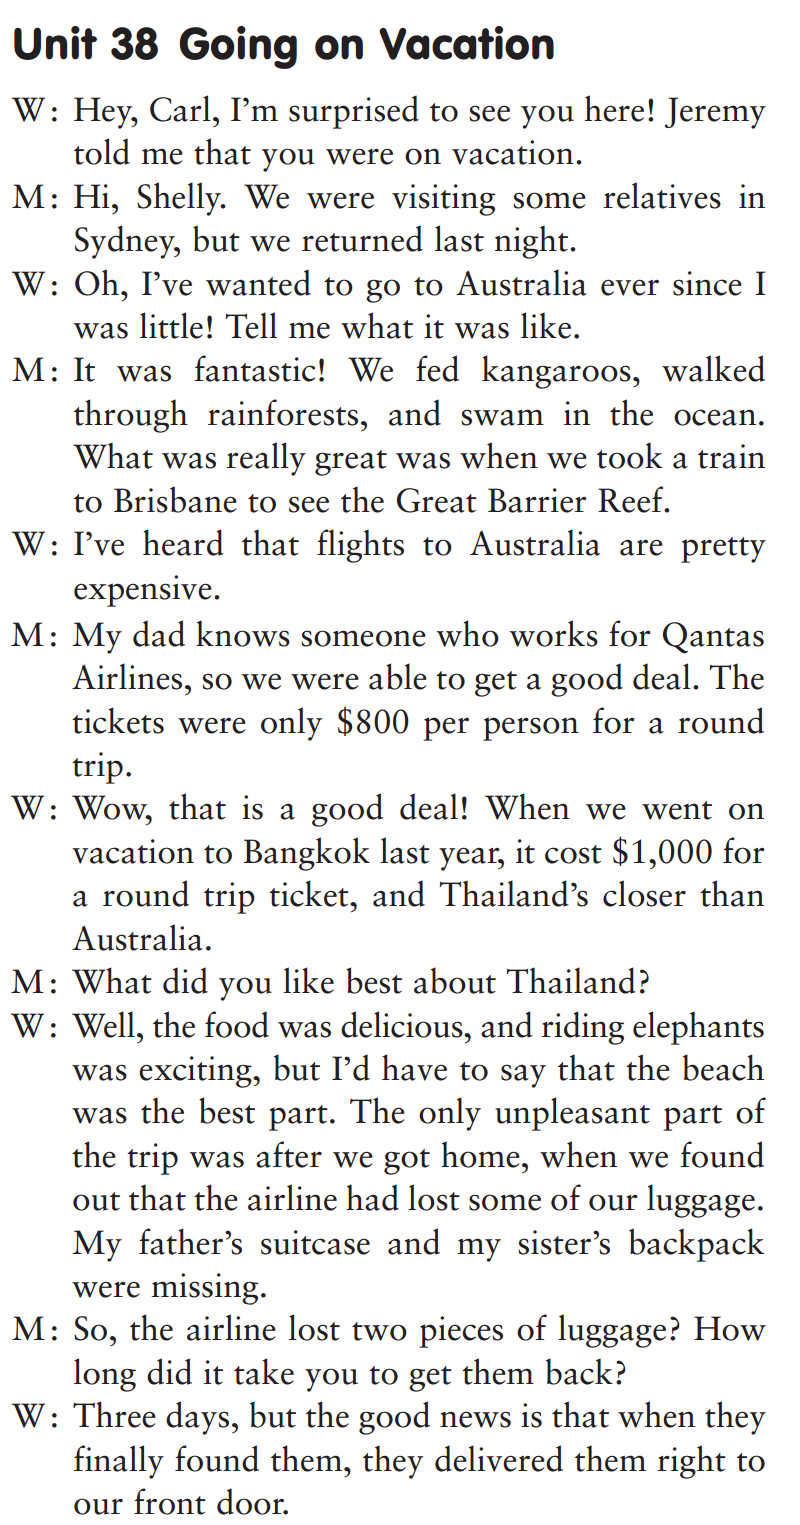 Unit 38 Going on Vacation
W: Hey, Carl, I'm surprised to see you here! Jeremy
told me that you were on vacation.
M: Hi, Shelly. We were visiting some relatives in
Sydney, but we returned last night.
W: Oh, I've wanted to go to Australia ever since I
was little! Tell me what it was like.
M: It was fantastic! We fed kangaroos, walked
through rainforests, and swam in the ocean.
What was really great was when we took a train
to Brisbane to see the Great Barrier Reef.
W: I've heard that flights to Australia are pretty
expensive.
M: My dad knows someone who works for Qantas
Airlines, so we were able to get a good deal. The
tickets were only $800 per person for a round
trip.
W: Wow, that is a good deal! When we went on
vacation to Bangkok last year, it cost $1,000 for
a round trip ticket, and Thailand's closer than
Australia.
M: What did you like best about Thailand?
W: Well, the food was delicious, and riding elephants
was exciting, but I'd have to say that the beach
was the best part. The only unpleasant part of
the trip was after we got home, when we found
out that the airline had lost some of our luggage.
My father's suitcase and my sister's backpack
were missing.
M: So, the airline lost two pieces of luggage? How
long did it take you to get them back?
W: Three days, but the good news is that when they
finally found them, they delivered them right to
our front door.